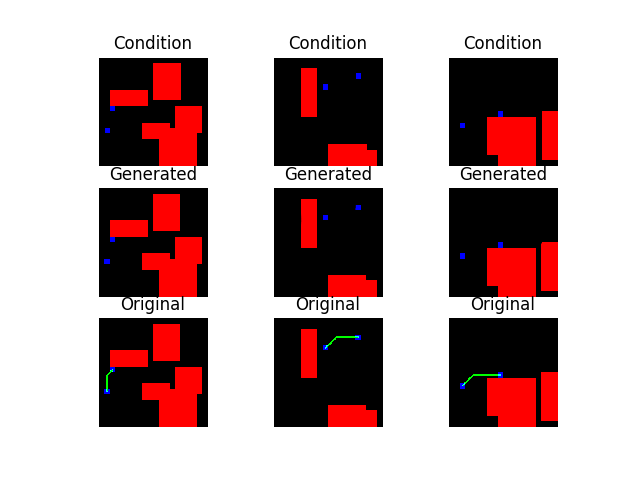 Condition Condition Condition
Generated Generated Generated
Original Original Original